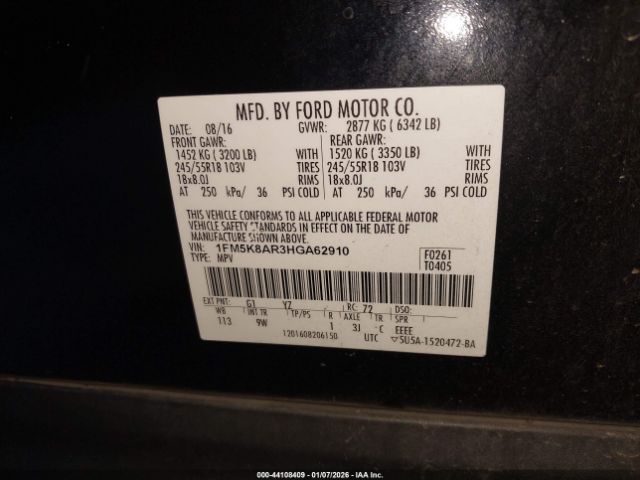 MFD. BY FORD MOTOR CO.
DATE: 08/16 GVWR: 2877 KG ( 6342 LB)
FRONT GAWR: REAR GAWR:
1452 KG ( 3200 LB) WITH 1520 KG ( 3350 LB) WITH
245/55R18 103V TIRES 245/55R18 103V TIRES
18x8.0J RIMS 18x8.0J RIMS
AT 250 kPa/ 36 PSI COLD AT 250 kPa/ 36 PSI COLD
THIS VEHICLE CONFORMS TO ALL APPLICABLE FEDERAL MOTOR
VEHICLE SAFETY STANDARDS IN EFFECT ON THE DATE OF
MANUFACTURE SHOWN ABOVE.
VIN: 1FM5K8AR3HGA62910 F0261
TYPE: MPV T0405
EXT PNT: G1 YZ RC: 72 DSO:
WB INT TR TP/PS R AXLE TR SPR
113 9W 1 3J C EEEE
1201608206150 UTC ▽5U5A-1520472-BA
000-44108409 | 01/07/2026 - IAAI, Inc.